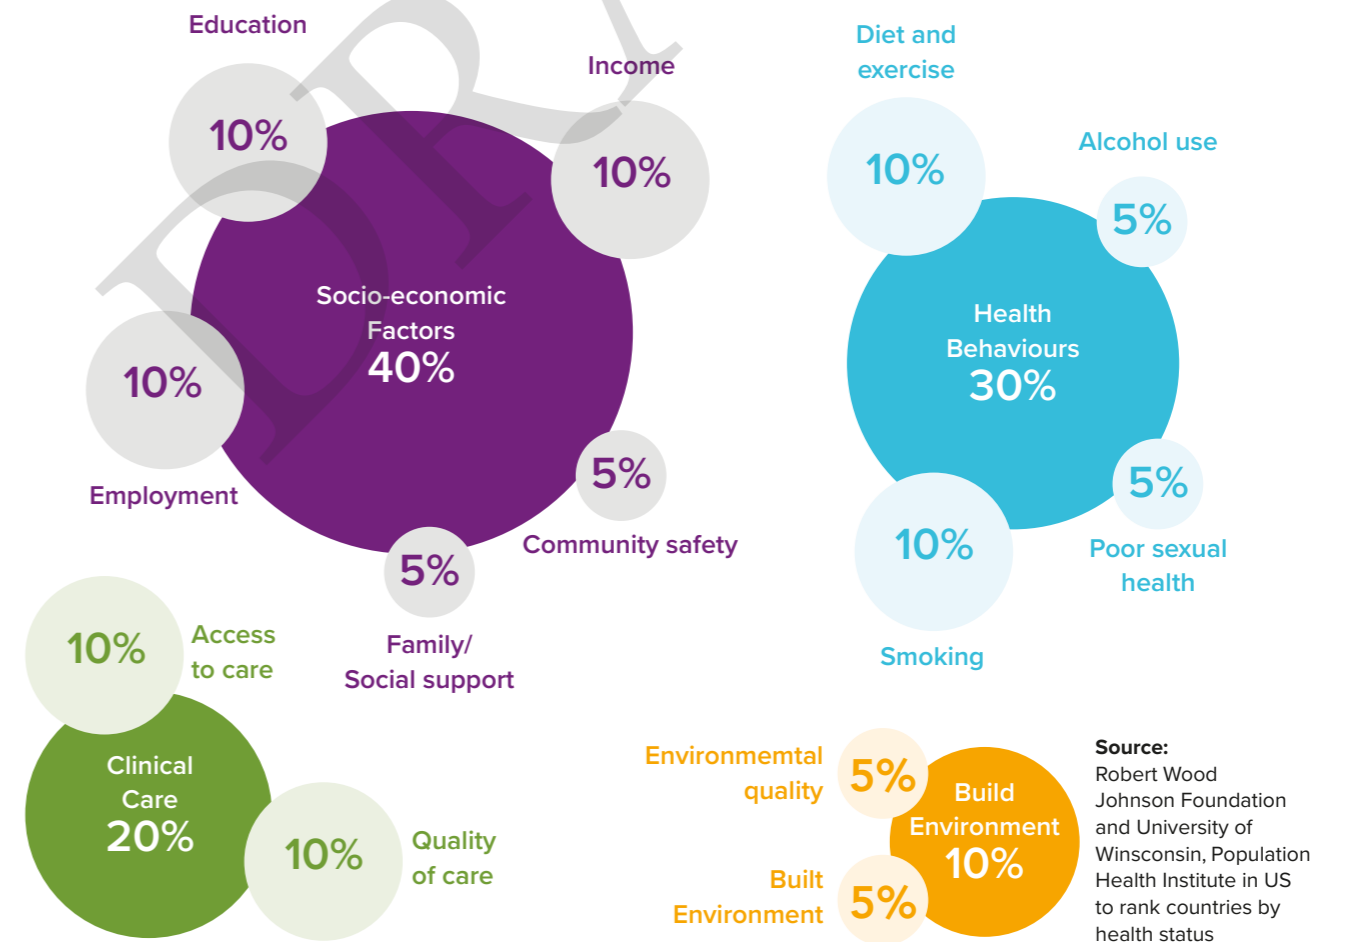 Education
10%
Income
10%
Socio-economic
Factors
40%
10%
Employment
5%
Community safety
5%
Family/
Social support
Diet and
exercise
10%
Alcohol use
5%
Health
Behaviours
30%
5%
Poor sexual
health
10%
Smoking
10%
Access
to care
Clinical
Care
20%
10%
Quality
of care
Environmemtal
quality
5%
Build
Environment
10%
Built
Environment
5%
Source:
Robert Wood
Johnson Foundation
and University of
Winsconsin, Population
Health Institute in US
to rank countries by
health status